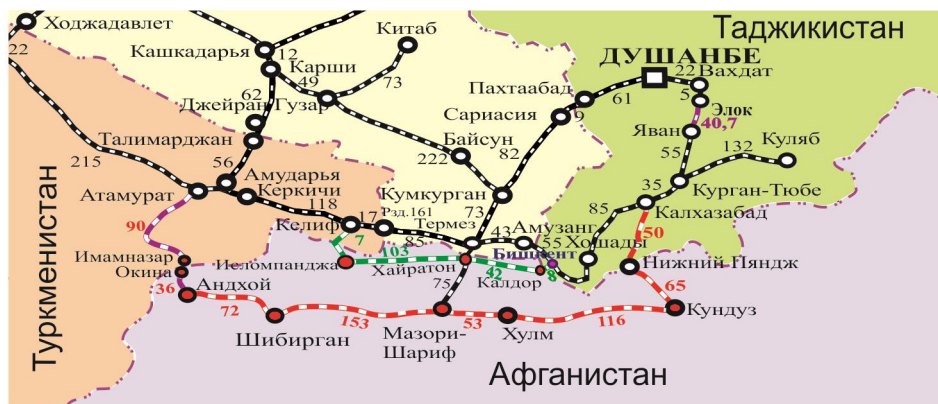 Ходжадавлет
22
Китаб
Таджикистан
Кашкадарья
12
Карши
49
73
ДУШАНБЕ
22
Вахдат
5
Пахтаабад
61
62
Джейран
Гузар
Сариасия
9
Элок
40,7
Талимарджан
Байсун
82
Яван
Куляб
215
56
222
55
132
Амударья
Атамурат
Керкичи
Кумкурган
35
Курган-Тюбе
118
17
Рзд.161
73
Калхазабад
Келиф
Термез
43
Амузанг
85
90
7
85
55
Хошады
50
Имамназар
103
Бишкент
Окина
Исломпанджа
Хайратон
42
Калдор
8
Нижний Пяндж
36
Андхой
75
65
72
153
53
116
Кундуз
Шибирган
Мазори-
Шариф
Хулм
Туркменистан
Афганистан